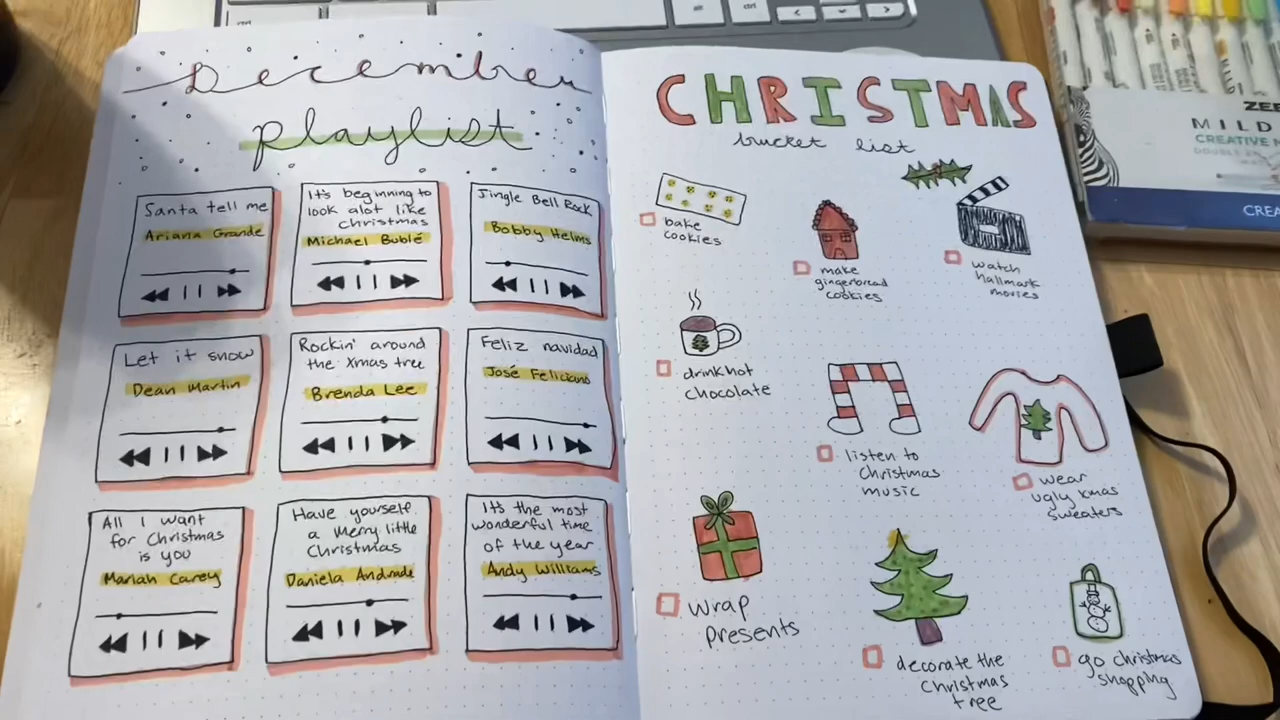 December
playlist
Santa tell me
Ariana Grande
It's beginning to
look alot like
christmas
Michael Bublé
Jingle Bell Rock
Bobby Helms
Let it snow
Dean Martin
Rockin' around
the Xmas tree
Brenda Lee
Feliz navidad
José Feliciano
All I want
for Christmas
is you
Mariah Carey
Have yourself
a merry little
Christmas
Daniela Andrade
It's the most
wonderful time
of the year
Andy Williams
CHRISTMAS
bucket list
bake
cookies
make
gingerbread
cookies
watch
hallmark
movies
drink hot
chocolate
listen to
Christmas
music
wear
ugly xmas
sweaters
wrap
presents
decorate the
Christmas
tree
go christmas
shopping
alt
ctrl
MILD
CREATIVE